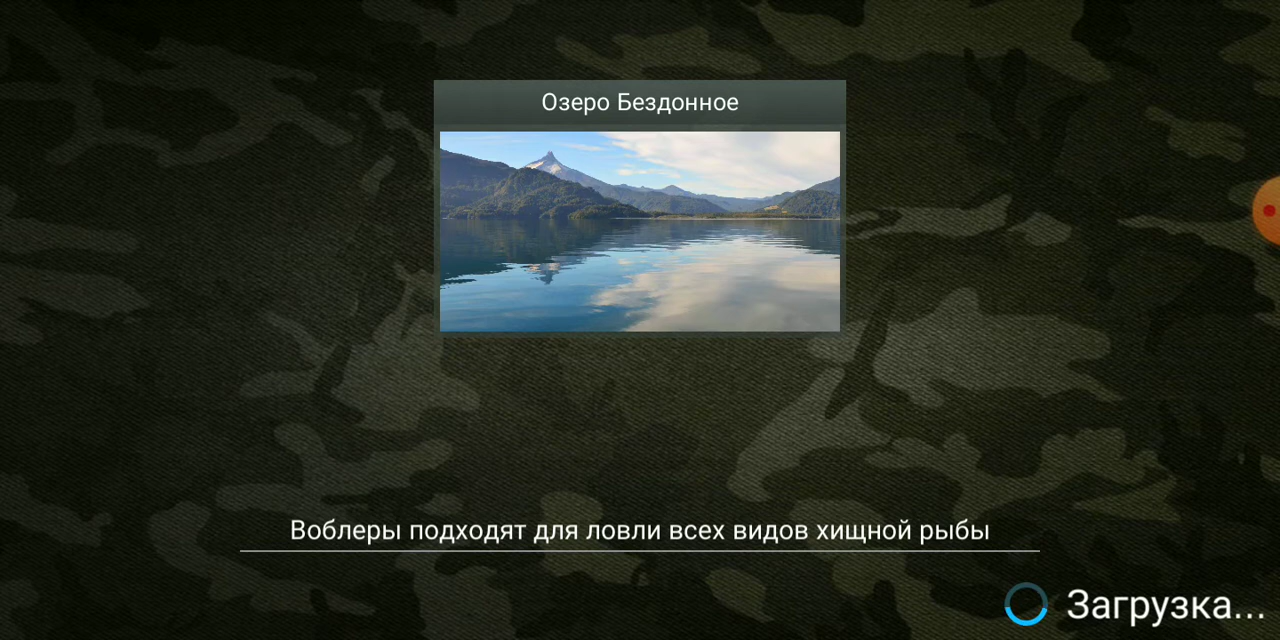 Озеро Бездонное
Воблеры подходят для ловли всех видов хищной рыбы
Загрузка...